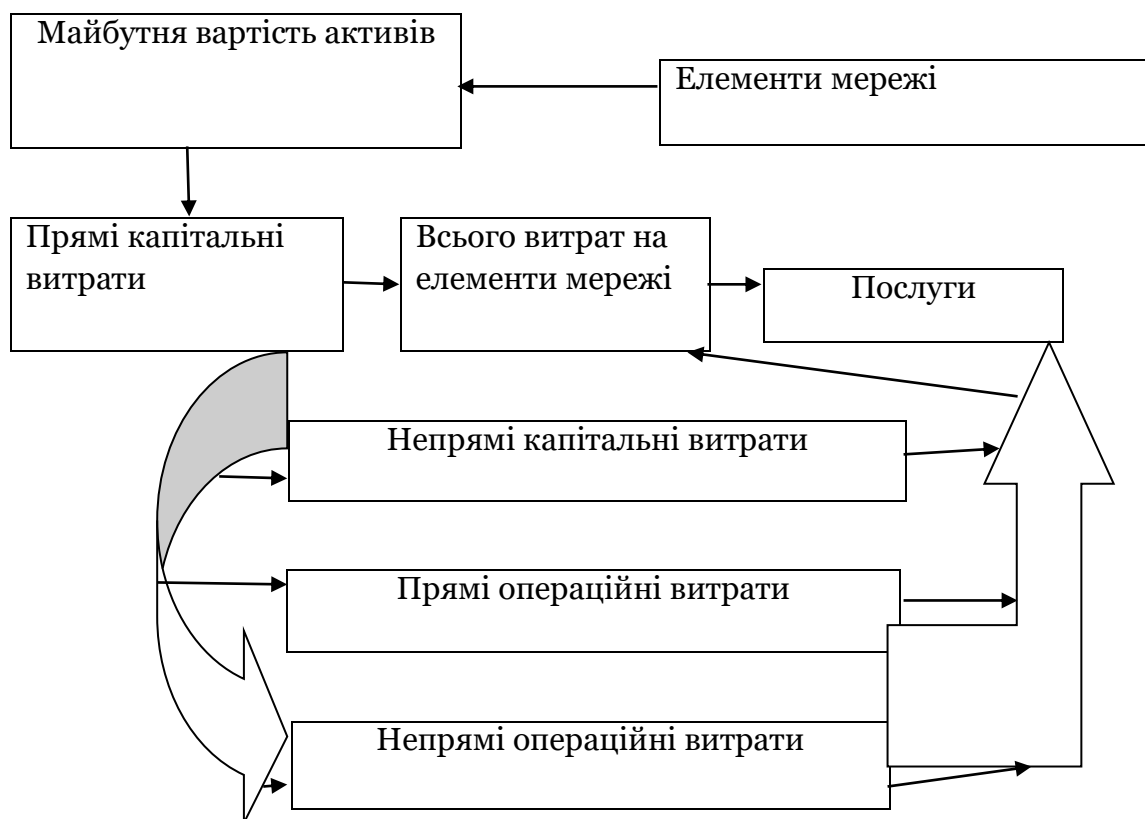 Майбутня вартість активів
Елементи мережі
Прямі капітальні
витрати
Всього витрат на
елементи мережі
Послуги
Непрямі капітальні витрати
Прямі операційні витрати
Непрямі операційні витрати